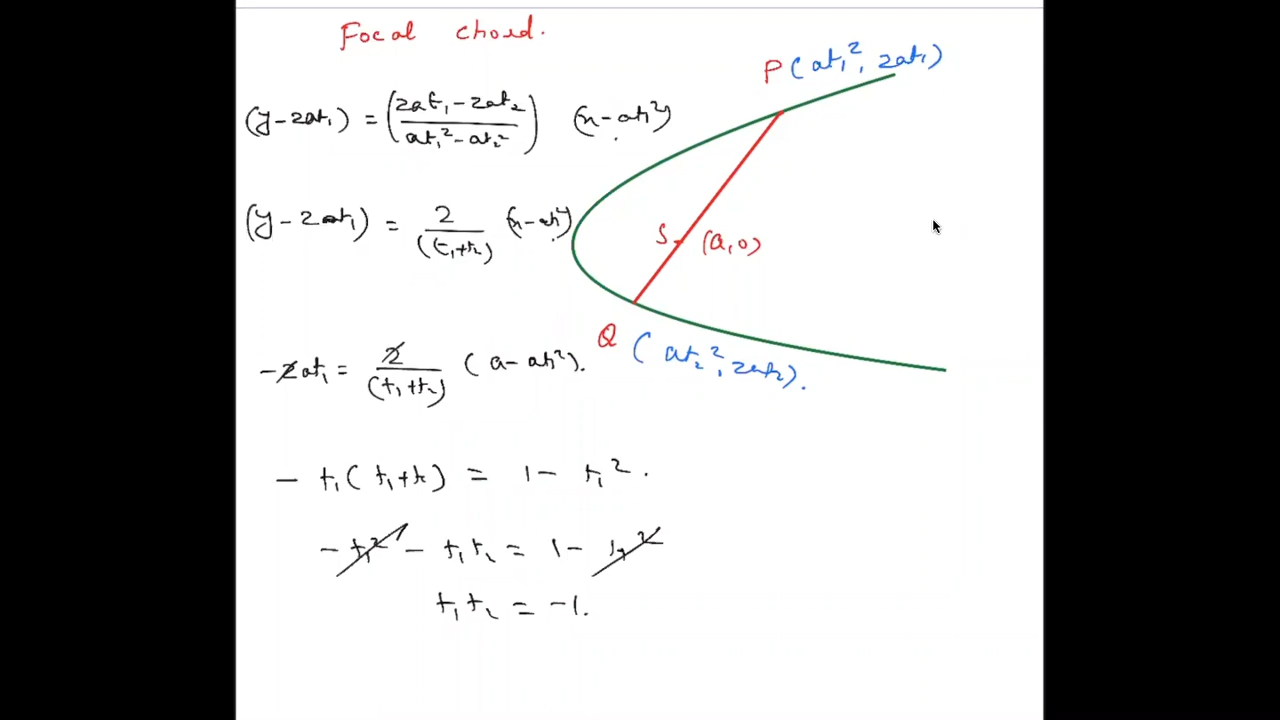 Focal chord.
P(at₁², 2at₁)
(y-2at₁) = (2at₁-2at₂ / at₁²-at₂²) (x-at₁²)
(y-2at₁) = 2/(t₁+t₂) (x-at₁²)
S (a,0)
Q (at₂², 2at₂).
-2at₁ = 2/(t₁+t₂) (a-at₁²).
- t₁(t₁+t₂) = 1- t₁².
-t₁² - t₁t₂ = 1- t₁²
t₁t₂ = -1.